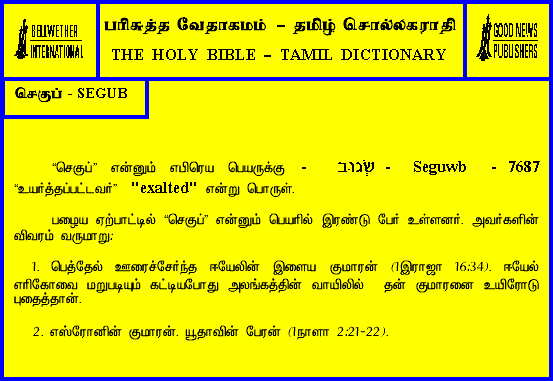 BELLWETHER
INTERNATIONAL
பரிசுத்த வேதாகமம் – தமிழ் சொல்லகராதி
THE HOLY BIBLE – TAMIL DICTIONARY
GOOD NEWS
PUBLISHERS
செகுப் - SEGUB
“செகுப்” என்னும் எபிரெய பெயருக்கு - שְׂגוּב - Seguwb - 7687
“உயர்த்தப்பட்டவர்” "exalted" என்று பொருள்.
பழைய ஏற்பாட்டில் “செகுப்” என்னும் பெயரில் இரண்டு பேர் உள்ளனர். அவர்களின்
விவரம் வருமாறு:
1. பெத்தேல் ஊரைச்சேர்ந்த ஈயேலின் இளைய குமாரன் (1இராஜா 16:34). ஈயேல்
எரிகோவை மறுபடியும் கட்டியபோது அலங்கத்தின் வாயிலில் தன் குமாரனை உயிரோடு
புதைத்தான்.
2. எஸ்ரோனின் குமாரன். யூதாவின் பேரன் (1நாளா 2:21-22).